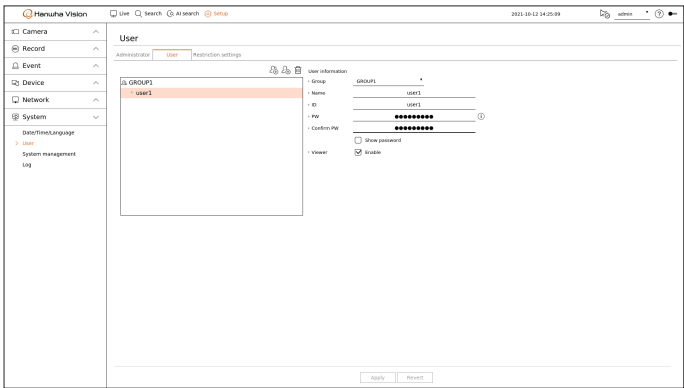 Hanwha Vision
Live Search AI search Setup 2021-10-12 14:25:09 admin ?
Camera
Record
Event
Device
Network
System
Date/Time/Language
> User
System management
Log
User
Administrator User Restriction settings
GROUP1
user1
User information
Group GROUP1
Name user1
ID user1
PW ●●●●●●●●●
Confirm PW ●●●●●●●●●
Show password
Viewer Enable
Apply Revert